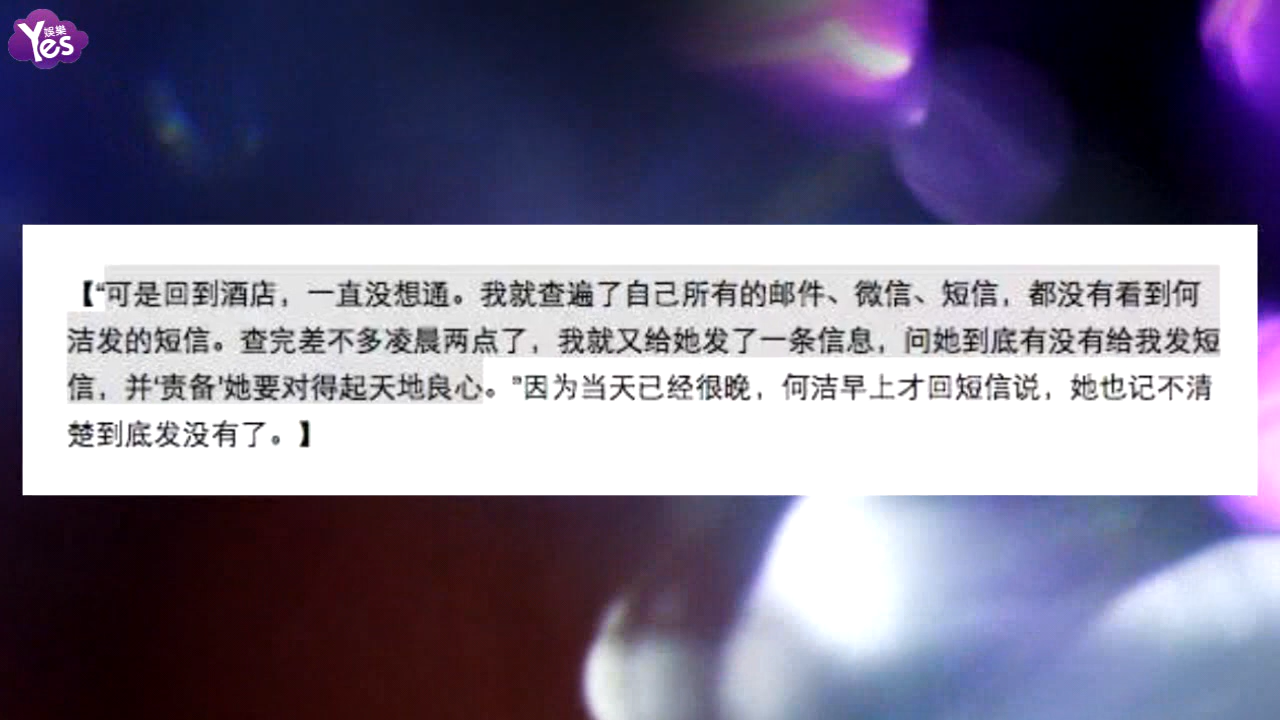 Yes
娛樂
【“可是回到酒店，一直没想通。我就查遍了自己所有的邮件、微信、短信，都没有看到何
洁发的短信。查完差不多凌晨两点了，我就又给她发了一条信息，问她到底有没有给我发短
信，并‘责备’她要对得起天地良心。”因为当天已经很晚，何洁早上才回短信说，她也记不清
楚到底发没有了。】